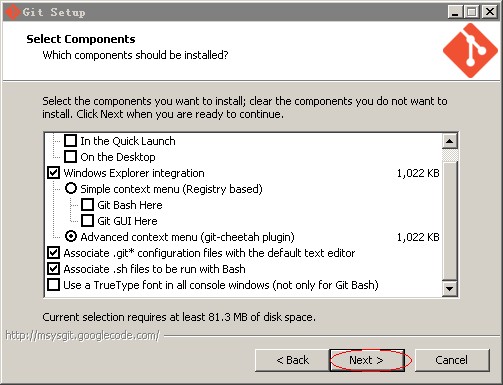 Git Setup
Select Components
Which components should be installed?
Select the components you want to install; clear the components you do not want to
install. Click Next when you are ready to continue.
In the Quick Launch
On the Desktop
Windows Explorer integration 1,022 KB
Simple context menu (Registry based)
Git Bash Here
Git GUI Here
Advanced context menu (git-cheetah plugin) 1,022 KB
Associate .git* configuration files with the default text editor
Associate .sh files to be run with Bash
Use a TrueType font in all console windows (not only for Git Bash)
Current selection requires at least 81.3 MB of disk space.
http://msysgit.googlecode.com/
< Back Next > Cancel